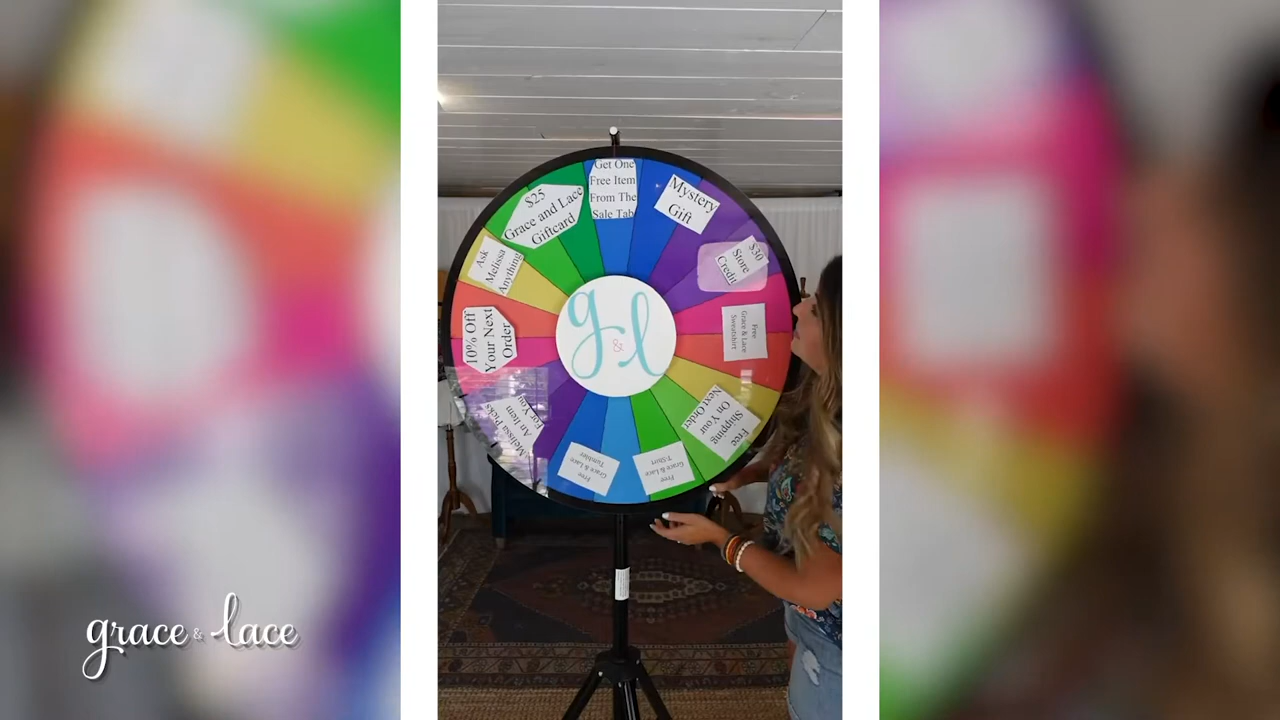 Get One
Free Item
From The
Sale Tab
Mystery
Gift
$30
Store
Credit
Free
Grace & Lace
Sweatshirt
Free
Shipping
On Your
Next Order
Free
Grace & Lace
T-Shirt
Free
Grace & Lace
Tumbler
Melissa Picks
An Item
For You
10% Off
Your Next
Order
Ask
Melissa
Anything
$25
Grace and Lace
Giftcard
g & l
grace & lace